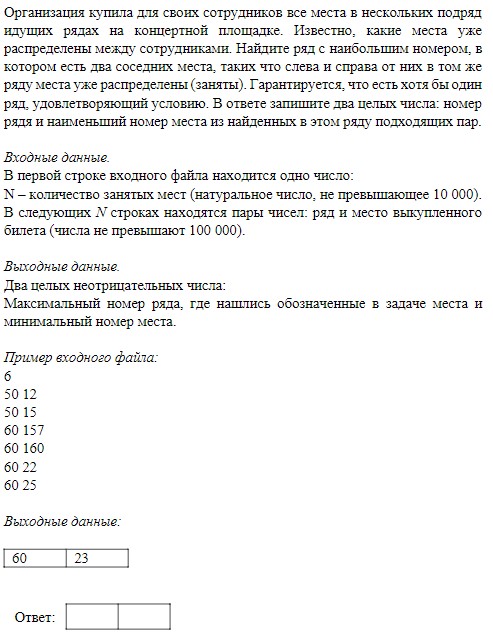 Организация купила для своих сотрудников все места в нескольких подряд
идущих рядах на концертной площадке. Известно, какие места уже
распределены между сотрудниками. Найдите ряд с наибольшим номером, в
котором есть два соседних места, таких что слева и справа от них в том же
ряду места уже распределены (заняты). Гарантируется, что есть хотя бы один
ряд, удовлетворяющий условию. В ответе запишите два целых числа: номер
рядя и наименьший номер места из найденных в этом ряду подходящих пар.
Входные данные.
В первой строке входного файла находится одно число:
N – количество занятых мест (натуральное число, не превышающее 10 000).
В следующих N строках находятся пары чисел: ряд и место выкупленного
билета (числа не превышают 100 000).
Выходные данные.
Два целых неотрицательных числа:
Максимальный номер ряда, где нашлись обозначенные в задаче места и
минимальный номер места.
Пример входного файла:
6
50 12
50 15
60 157
60 160
60 22
60 25
Выходные данные:
60 23
Ответ: